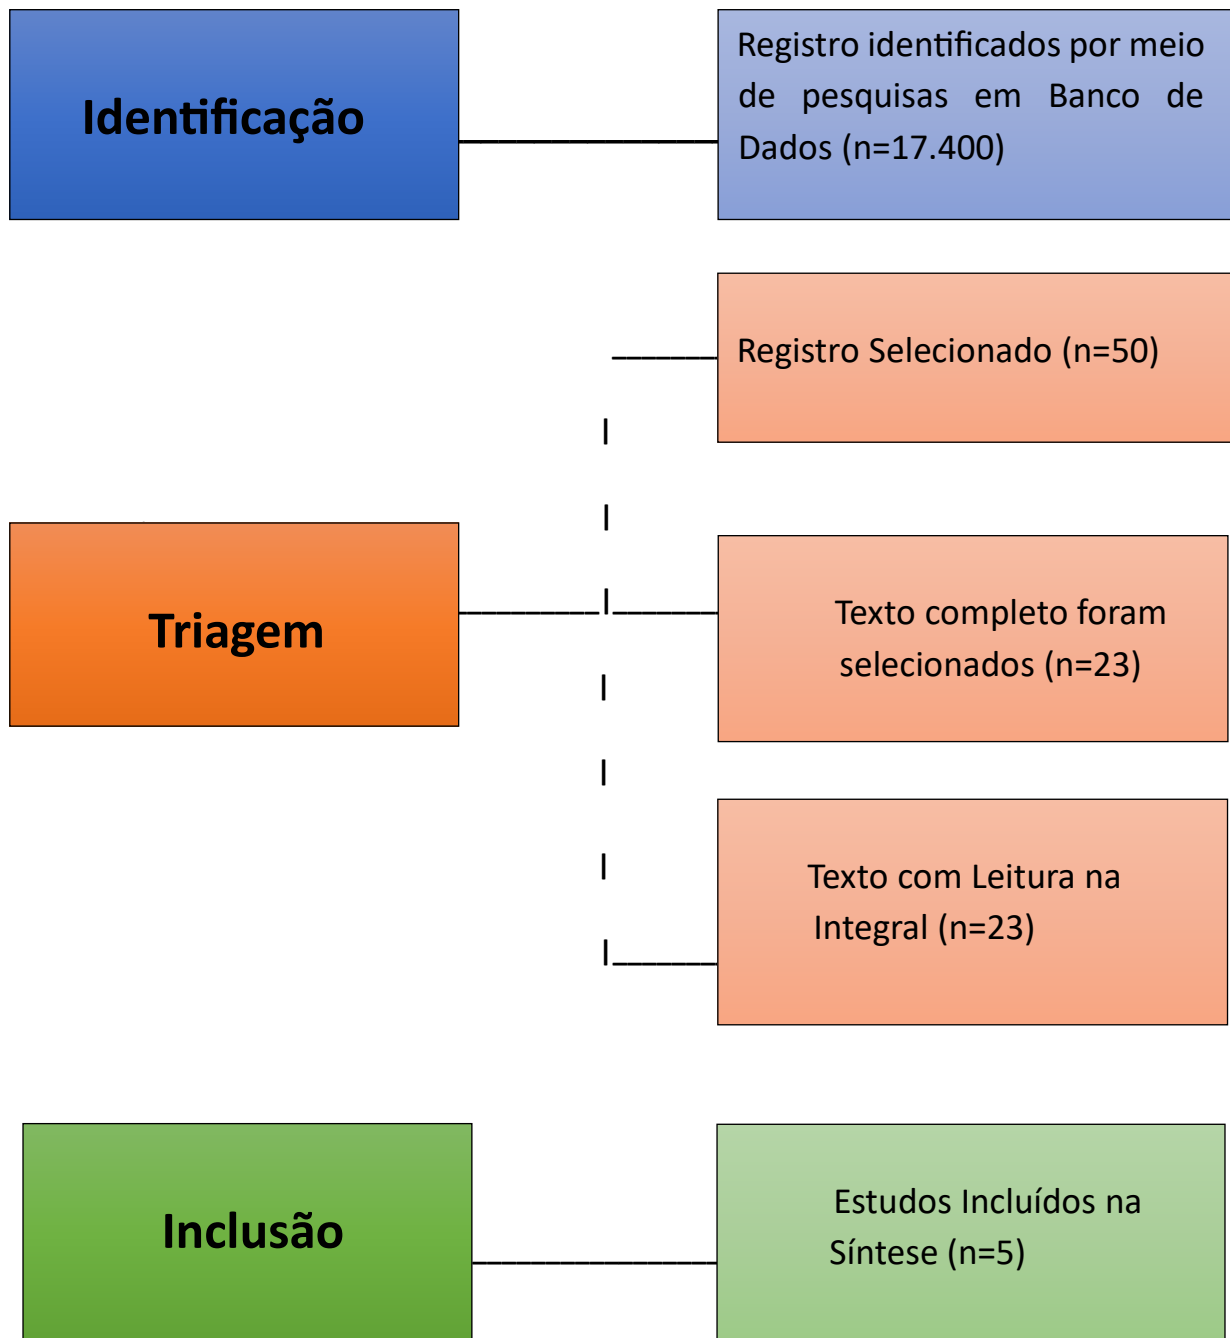 Identificação
Registro identificados por meio
de pesquisas em Banco de
Dados (n=17.400)
Registro Selecionado (n=50)
Triagem
Texto completo foram
selecionados (n=23)
Texto com Leitura na
Integral (n=23)
Inclusão
Estudos Incluídos na
Síntese (n=5)